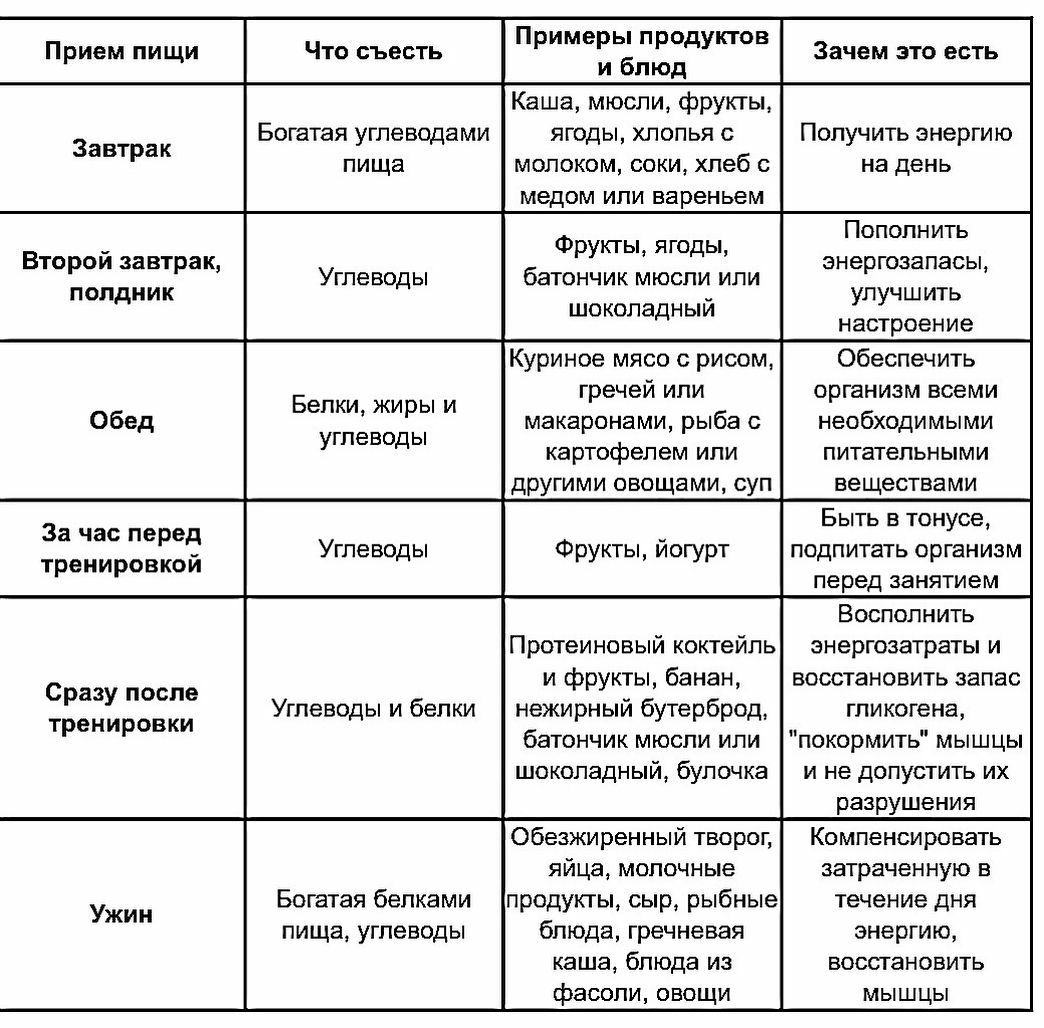 Прием пищи
Что съесть
Примеры продуктов
и блюд
Зачем это есть
Завтрак
Богатая углеводами
пища
Каша, мюсли, фрукты,
ягоды, хлопья с
молоком, соки, хлеб с
медом или вареньем
Получить энергию
на день
Второй завтрак,
полдник
Углеводы
Фрукты, ягоды,
батончик мюсли или
шоколадный
Пополнить
энергозапасы,
улучшить
настроение
Обед
Белки, жиры и
углеводы
Куриное мясо с рисом,
гречей или
макаронами, рыба с
картофелем или
другими овощами, суп
Обеспечить
организм всеми
необходимыми
питательными
веществами
За час перед
тренировкой
Углеводы
Фрукты, йогурт
Быть в тонусе,
подпитать организм
перед занятием
Сразу после
тренировки
Углеводы и белки
Протеиновый коктейль
и фрукты, банан,
нежирный бутерброд,
батончик мюсли или
шоколадный, булочка
Восполнить
энергозатраты и
восстановить запас
гликогена,
"покормить" мышцы
и не допустить их
разрушения
Ужин
Богатая белками
пища, углеводы
Обезжиренный творог,
яйца, молочные
продукты, сыр, рыбные
блюда, гречневая
каша, блюда из
фасоли, овощи
Компенсировать
затраченную в
течение дня
энергию,
восстановить
мышцы